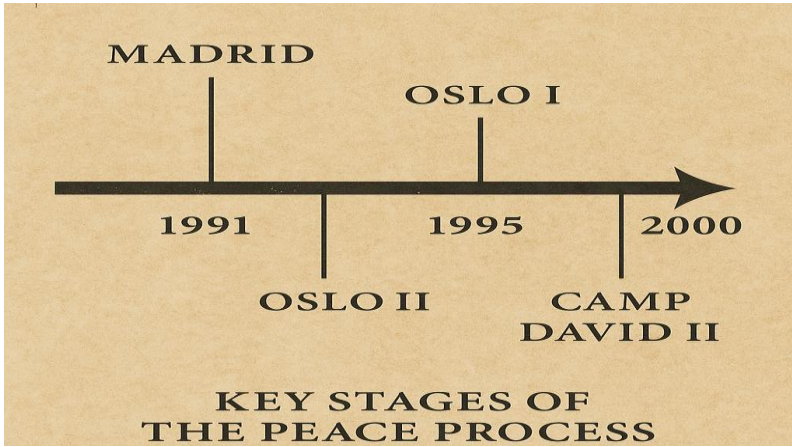 MADRID
OSLO I
1991
1995
2000
OSLO II
CAMP
DAVID II
KEY STAGES OF
THE PEACE PROCESS